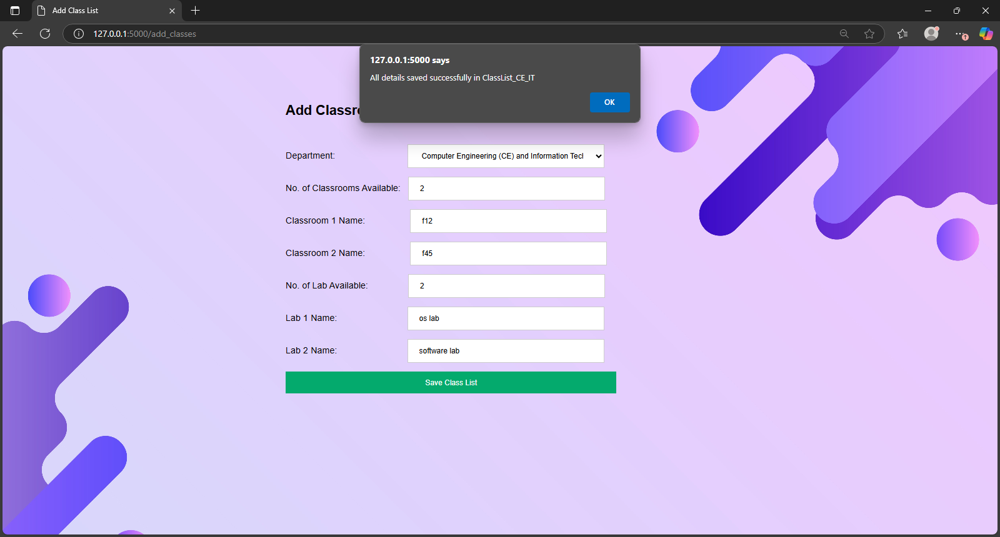 Add Class List
127.0.0.1:5000/add_classes
127.0.0.1:5000 says
All details saved successfully in ClassList_CE_IT
OK
Add Classr
Department:
Computer Engineering (CE) and Information Tecl
No. of Classrooms Available:
2
Classroom 1 Name:
f12
Classroom 2 Name:
f45
No. of Lab Available:
2
Lab 1 Name:
os lab
Lab 2 Name:
software lab
Save Class List